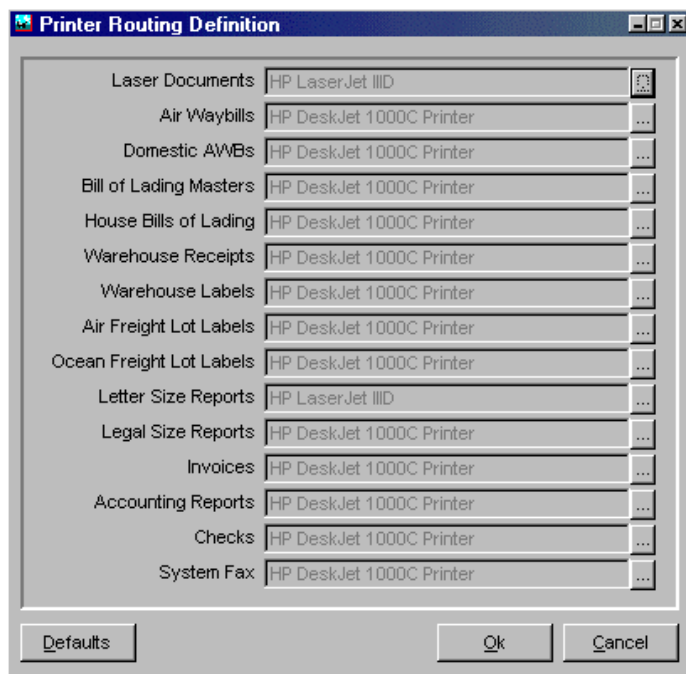 Printer Routing Definition
Laser Documents HP LaserJet IIID ...
Air Waybills HP DeskJet 1000C Printer ...
Domestic AWBs HP DeskJet 1000C Printer ...
Bill of Lading Masters HP DeskJet 1000C Printer ...
House Bills of Lading HP DeskJet 1000C Printer ...
Warehouse Receipts HP DeskJet 1000C Printer ...
Warehouse Labels HP DeskJet 1000C Printer ...
Air Freight Lot Labels HP DeskJet 1000C Printer ...
Ocean Freight Lot Labels HP DeskJet 1000C Printer ...
Letter Size Reports HP LaserJet IIID ...
Legal Size Reports HP DeskJet 1000C Printer ...
Invoices HP DeskJet 1000C Printer ...
Accounting Reports HP DeskJet 1000C Printer ...
Checks HP DeskJet 1000C Printer ...
System Fax HP DeskJet 1000C Printer ...
Defaults Ok Cancel